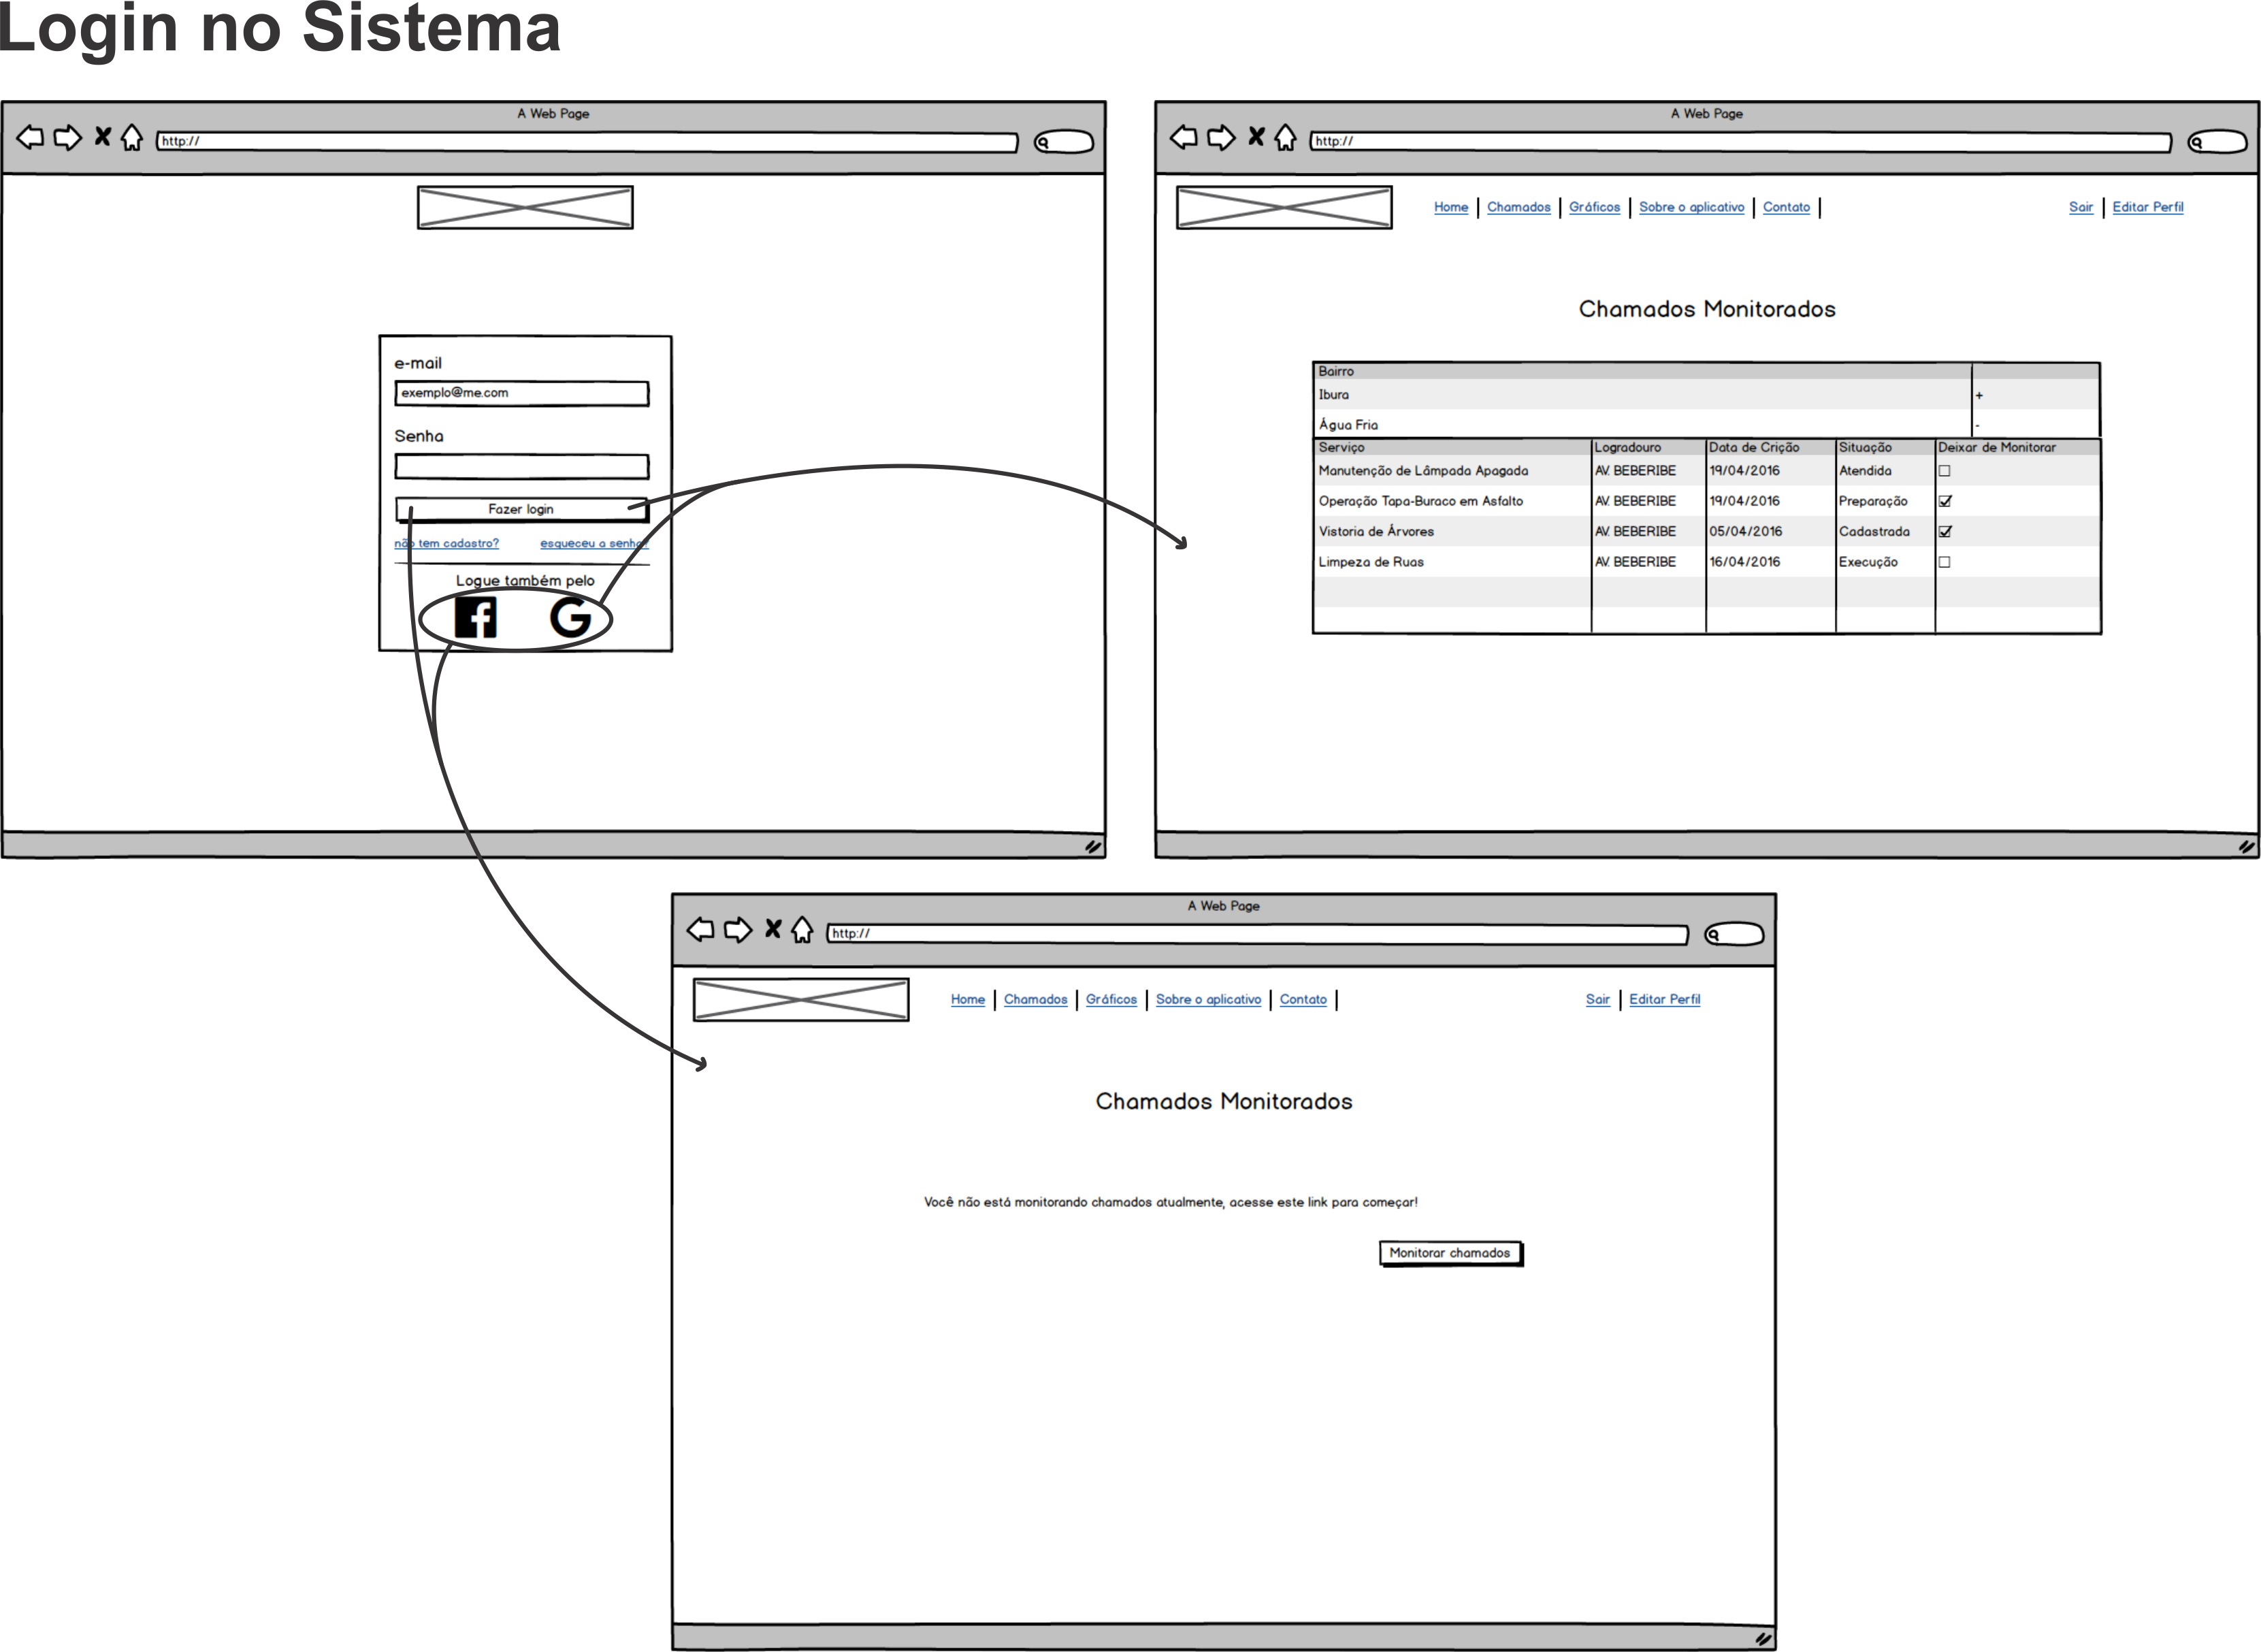 Login no Sistema
A Web Page
http://
e-mail
exemplo@me.com
Senha
Fazer login
não tem cadastro? esqueceu a senha?
Logue também pelo
A Web Page
http://
Home Chamados Gráficos Sobre o aplicativo Contato Sair Editar Perfil
Chamados Monitorados
Bairro
Ibura +
Água Fria -
Serviço Logradouro Data de Crição Situação Deixar de Monitorar
Manutenção de Lâmpada Apagada AV. BEBERIBE 19/04/2016 Atendida
Operação Tapa-Buraco em Asfalto AV. BEBERIBE 19/04/2016 Preparação
Vistoria de Árvores AV. BEBERIBE 05/04/2016 Cadastrada
Limpeza de Ruas AV. BEBERIBE 16/04/2016 Execução
A Web Page
http://
Home Chamados Gráficos Sobre o aplicativo Contato Sair Editar Perfil
Chamados Monitorados
Você não está monitorando chamados atualmente, acesse este link para começar!
Monitorar chamados